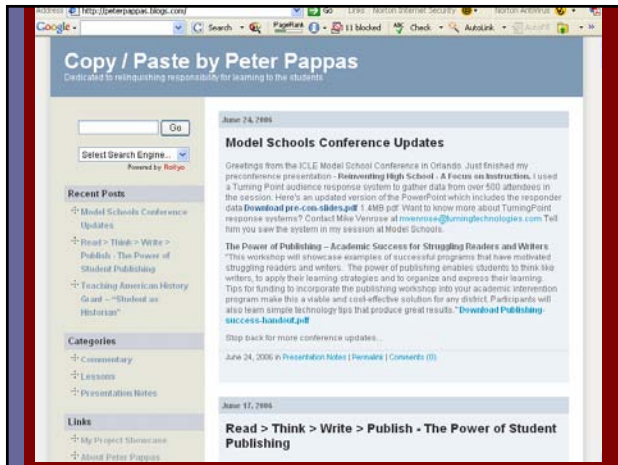 Address http://peterpappas.blogs.com/ Go Links Norton Internet Security Norton Antivirus
Google Search PageRank 11 blocked Check AutoLink AutoFill
Copy / Paste by Peter Pappas
Dedicated to relinquishing responsibility for learning to the students
Go
Select Search Engine...
Powered by Rollyo
Recent Posts
Model Schools Conference
Updates
Read > Think > Write >
Publish - The Power of
Student Publishing
Teaching American History
Grant - "Student as
Historian"
Categories
Commentary
Lessons
Presentation Notes
Links
My Project Showcase
About Peter Pappas
June 24, 2006
Model Schools Conference Updates
Greetings from the ICLE Model School Conference in Orlando. Just finished my
preconference presentation - Reinventing High School - A Focus on Instruction. I used
a Turning Point audience response system to gather data from over 500 attendees in
the session. Here's an updated version of the PowerPoint which includes the responder
data Download pre-con-slides.pdf 1.4MB pdf Want to know more about TurningPoint
response systems? Contact Mike Venrose at mvenrose@turningtechnologies.com Tell
him you saw the system in my session at Model Schools.
The Power of Publishing – Academic Success for Struggling Readers and Writers
"This workshop will showcase examples of successful programs that have motivated
struggling readers and writers. The power of publishing enables students to think like
writers, to apply their learning strategies and to organize and express their learning.
Tips for funding to incorporate the publishing workshop into your academic intervention
program make this a viable and cost-effective solution for any district. Participants will
also learn simple technology tips that produce great results." Download Publishing-
success-handout.pdf
Stop back for more conference updates...
June 24, 2006 in Presentation Notes | Permalink | Comments (0)
June 17, 2006
Read > Think > Write > Publish - The Power of Student
Publishing